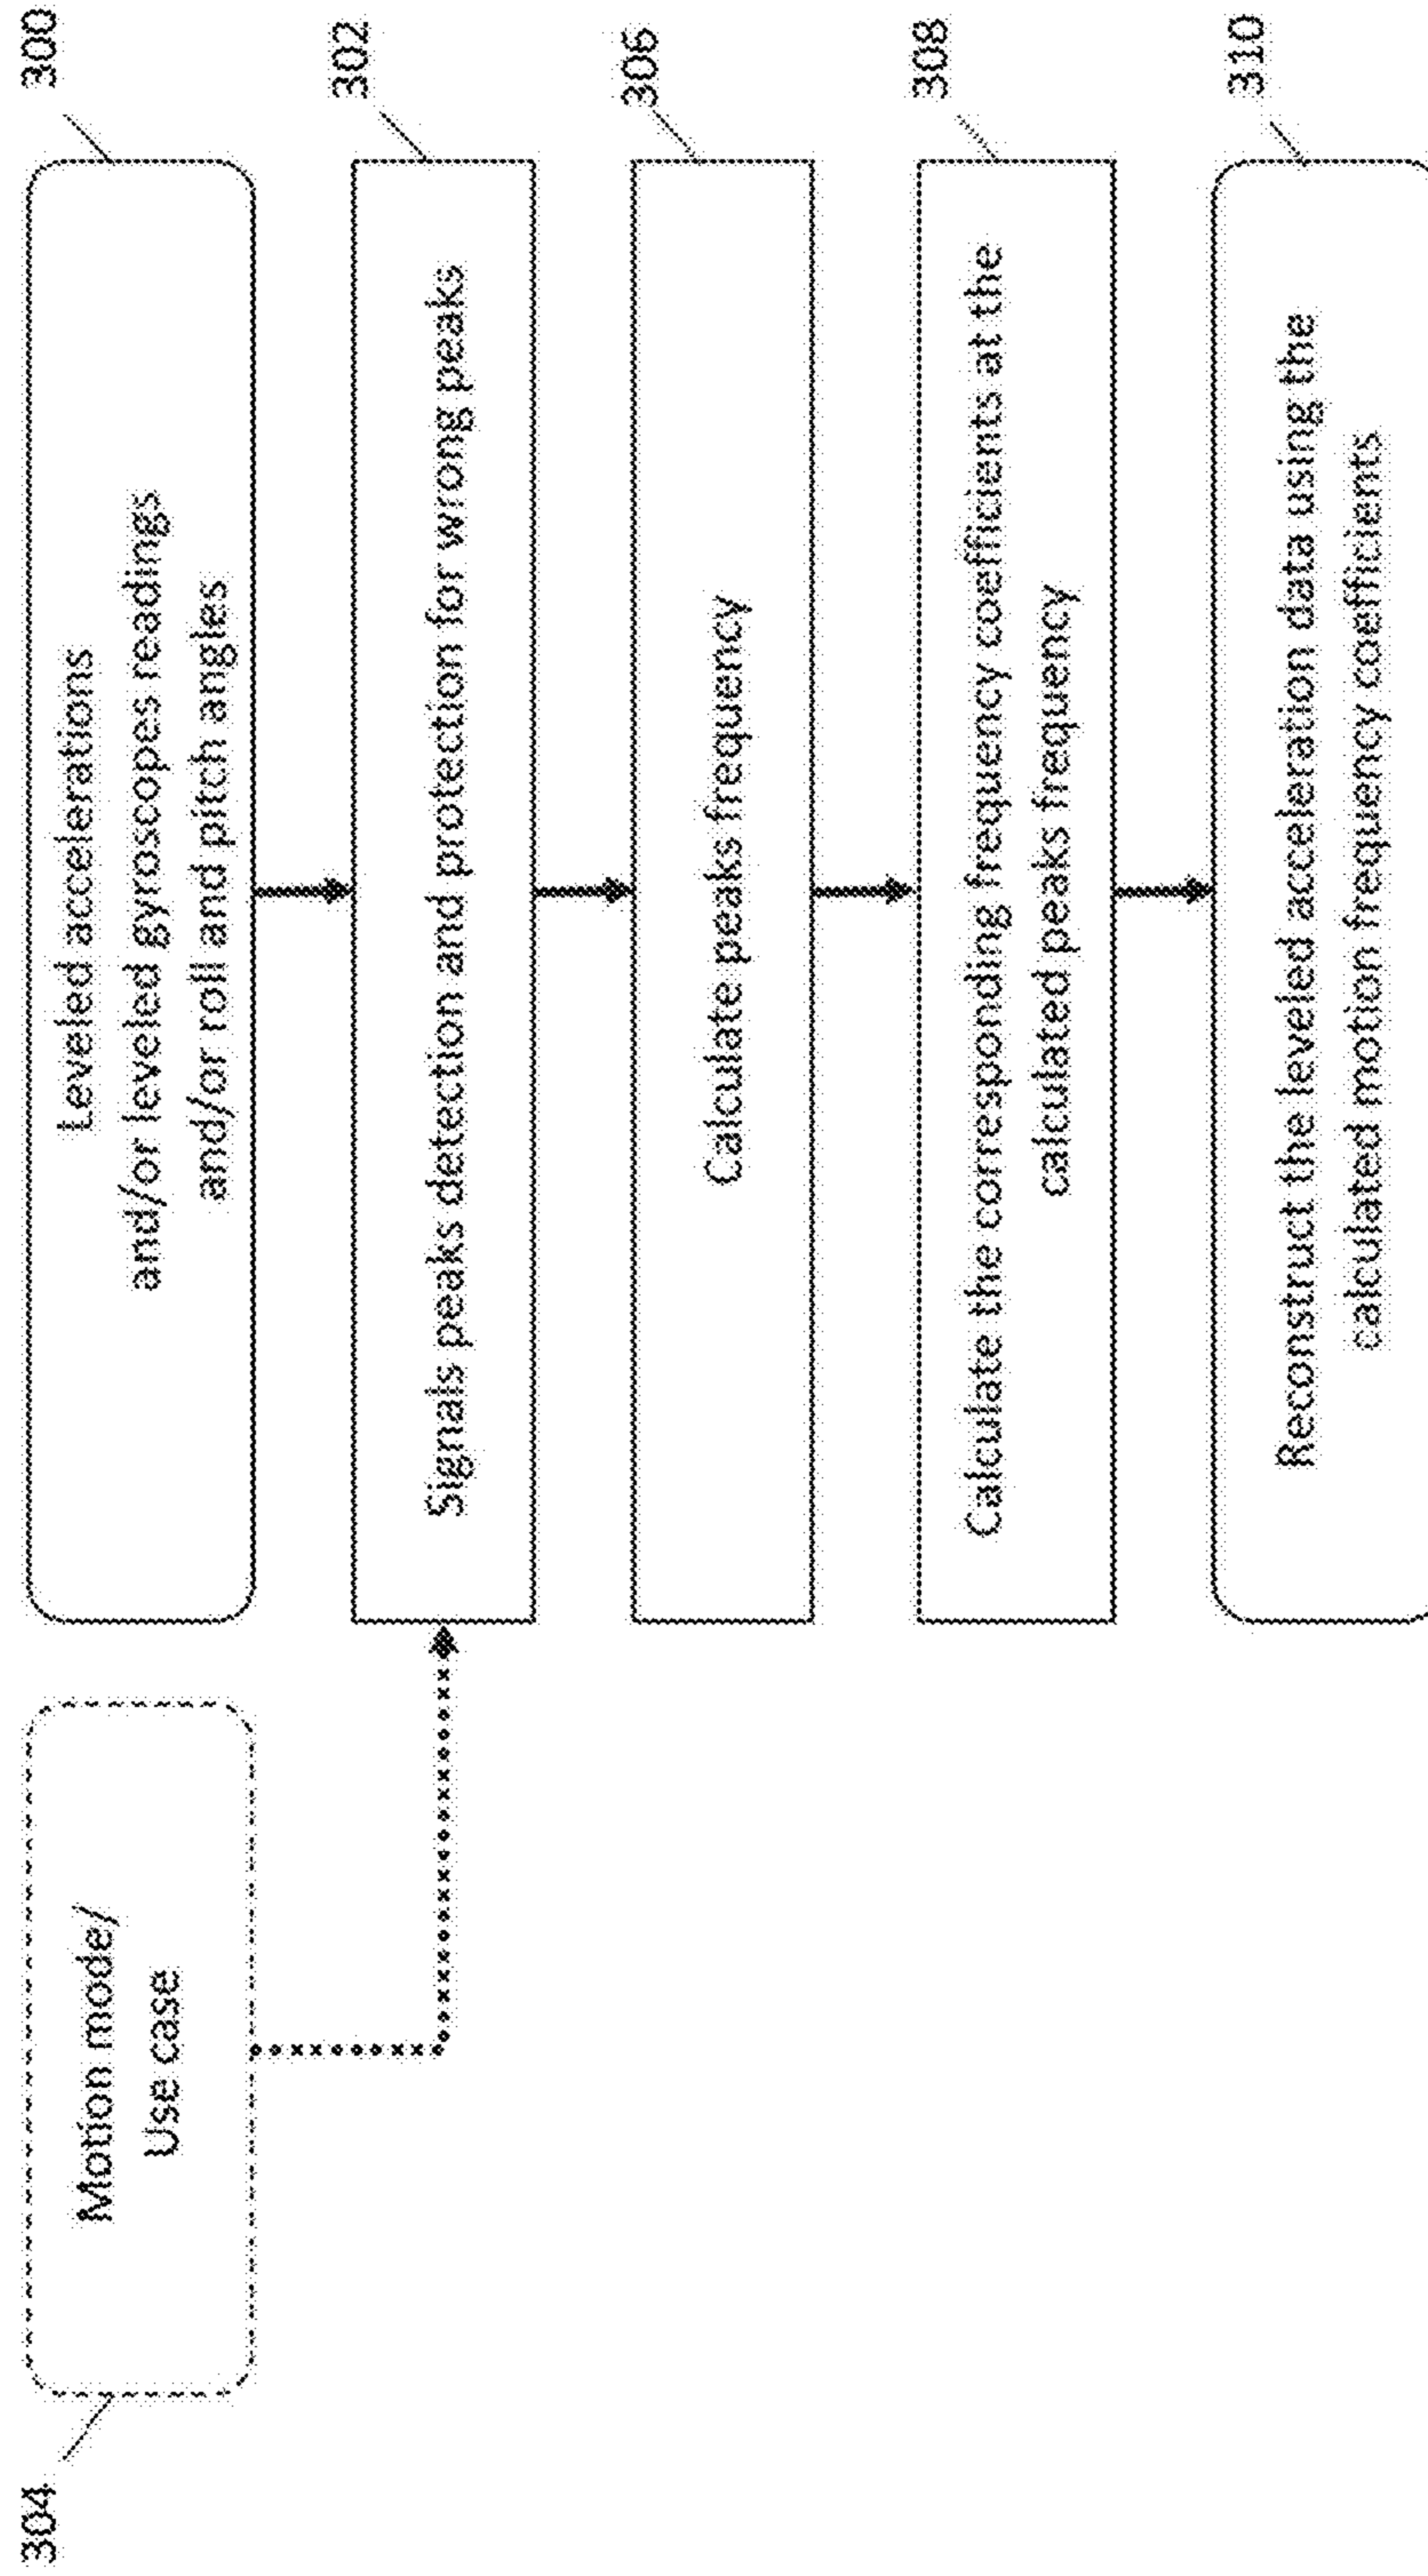 300
Leveled accelerations
and/or leveled gyroscopes readings
and/or roll and pitch angles
304
Motion mode/
Use case
302
Signals peaks detection and protection for wrong peaks
306
Calculate peaks frequency
308
Calculate the corresponding frequency coefficients at the
calculated peaks frequency
310
Reconstruct the leveled acceleration data using the
calculated motion frequency coefficients